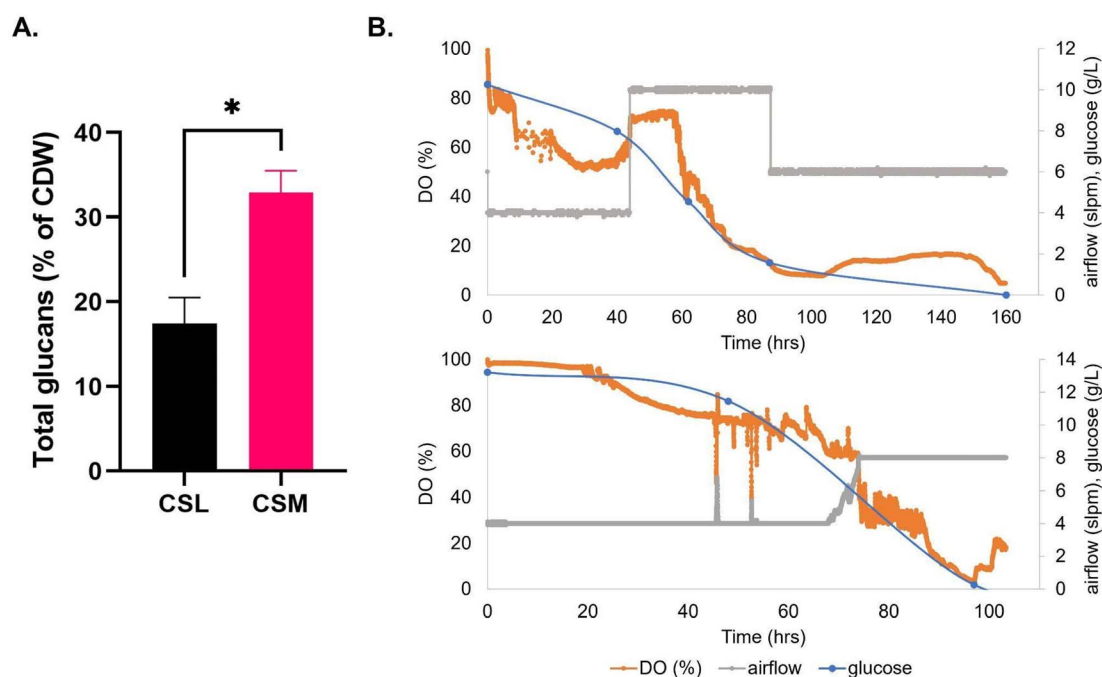 A.
*
Total glucans (% of CDW)
40
30
20
10
0
CSL CSM
B.
DO (%)
100
80
60
40
20
0
12
10
8
6
4
2
0
airflow (slpm), glucose (g/L)
0 20 40 60 80 100 120 140 160
Time (hrs)
DO (%)
100
80
60
40
20
0
14
12
10
8
6
4
2
0
airflow (slpm), glucose (g/L)
0 20 40 60 80 100
Time (hrs)
DO (%) airflow glucose